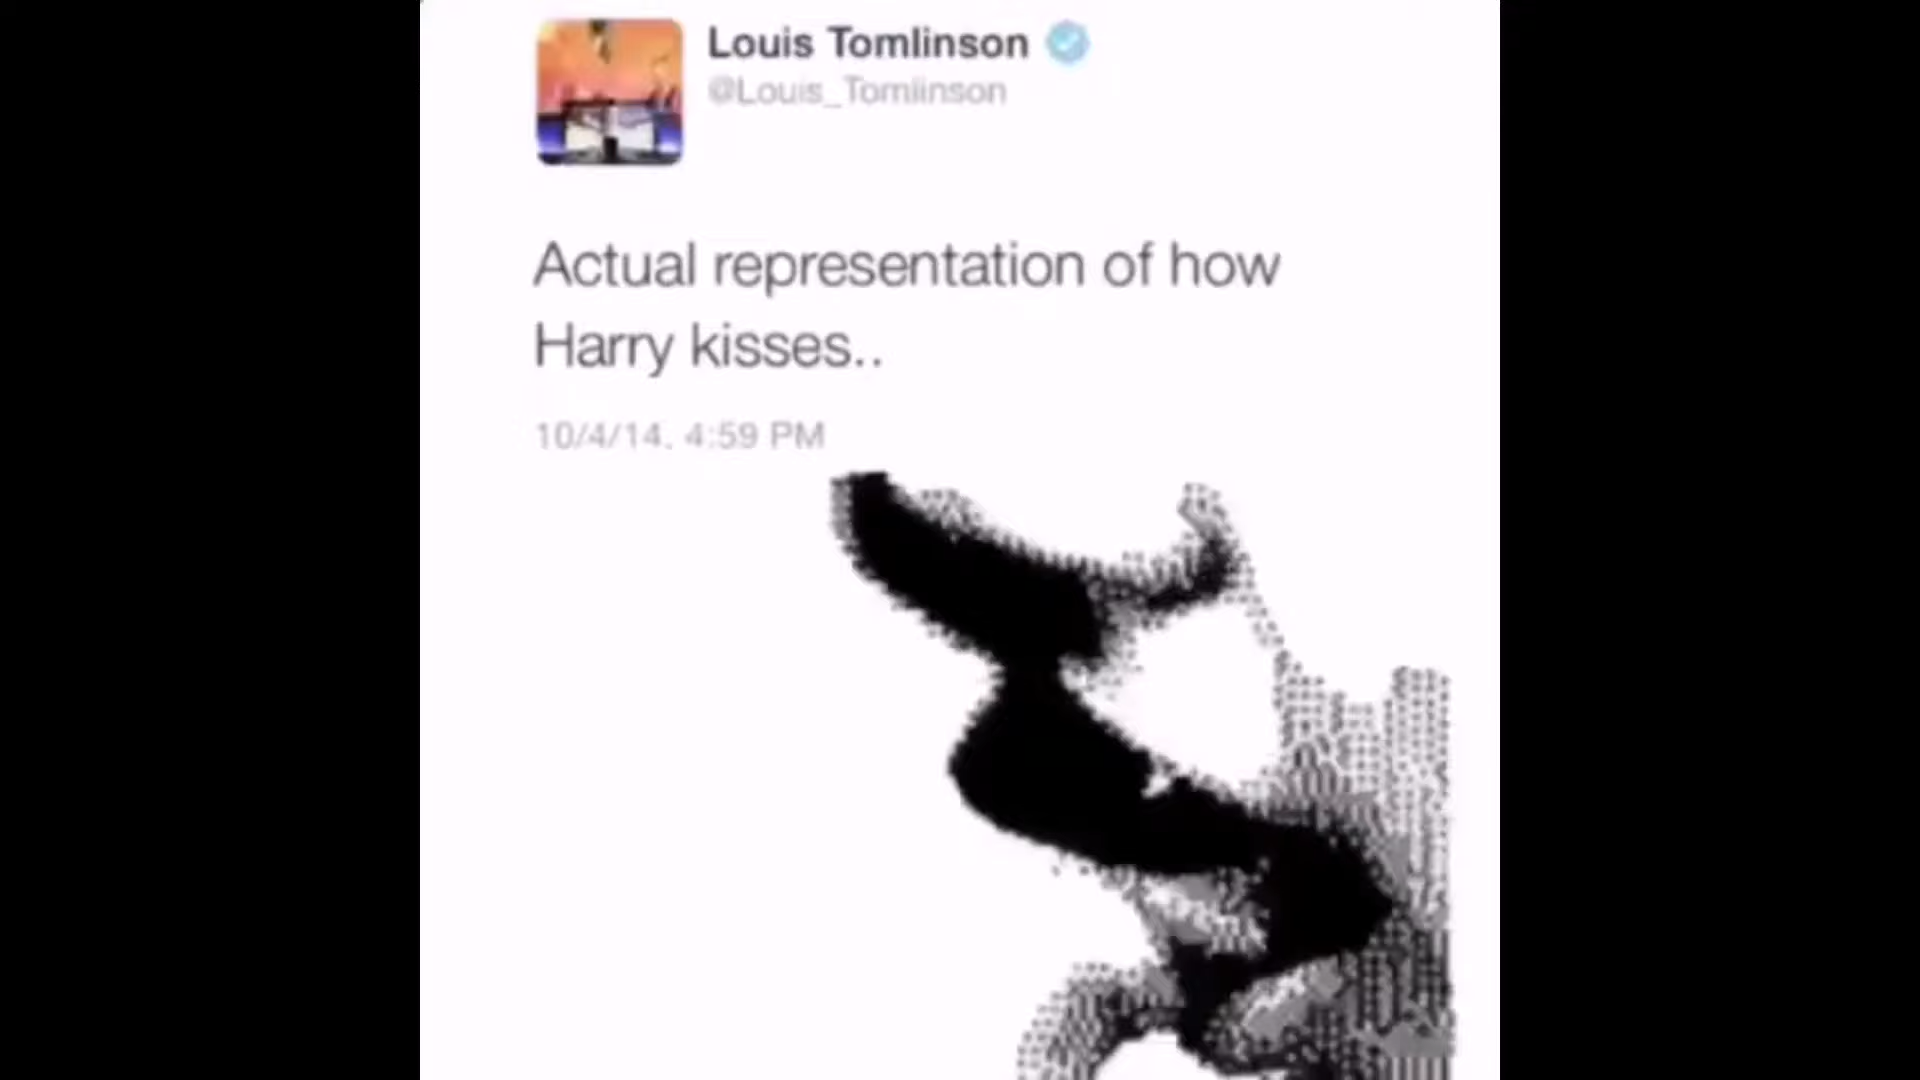 Louis Tomlinson
@Louis_Tomlinson
Actual representation of how
Harry kisses..
10/4/14, 4:59 PM